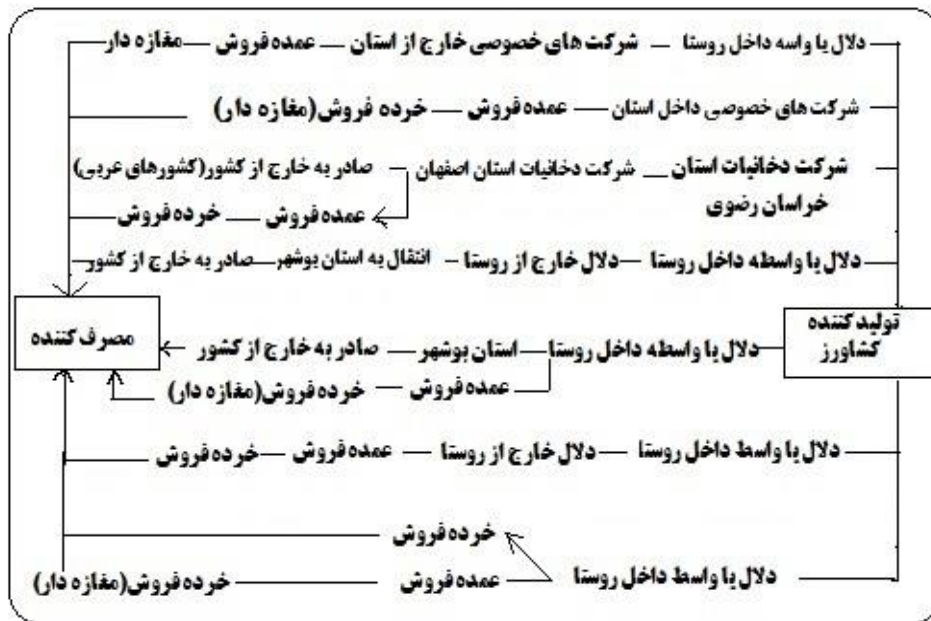 دلال یا واسه داخل روستا شرکت های خصوصی خارج از استان عمده فروش مغازه دار
شرکت های خصوصی داخل استان عمده فروش خرده فروش(مغازه دار)
شرکت دخانیات استان خراسان رضوی شرکت دخانیات استان اصفهان صادر به خارج از کشور(کشورهای عربی)
عمده فروش خرده فروش
دلال یا واسطه داخل روستا دلال خارج از روستا انتقال به استان بوشهر صادر به خارج از کشور
تولید کننده
کشاورز
مصرف کننده
دلال یا واسطه داخل روستا استان بوشهر صادر به خارج از کشور
عمده فروش خرده فروش(مغازه دار)
دلال یا واسط داخل روستا دلال خارج از روستا عمده فروش خرده فروش
خرده فروش
دلال یا واسط داخل روستا عمده فروش خرده فروش(مغازه دار)